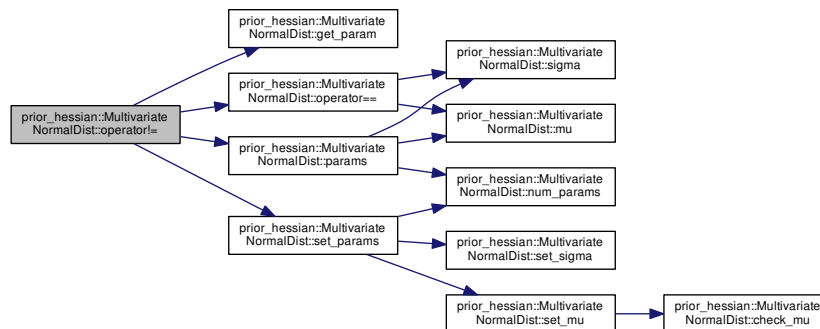 prior_hessian::Multivariate
NormalDist::get_param
prior_hessian::Multivariate
NormalDist::sigma
prior_hessian::Multivariate
NormalDist::operator==
prior_hessian::Multivariate
NormalDist::operator!=
prior_hessian::Multivariate
NormalDist::mu
prior_hessian::Multivariate
NormalDist::params
prior_hessian::Multivariate
NormalDist::num_params
prior_hessian::Multivariate
NormalDist::set_params
prior_hessian::Multivariate
NormalDist::set_sigma
prior_hessian::Multivariate
NormalDist::set_mu
prior_hessian::Multivariate
NormalDist::check_mu